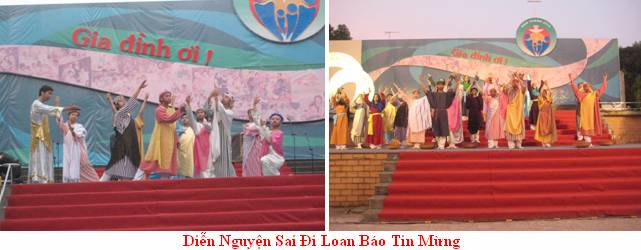 Gia đình ơi !
Gia đình ơi !
Diễn Nguyện Sai Đi Loan Báo Tin Mừng